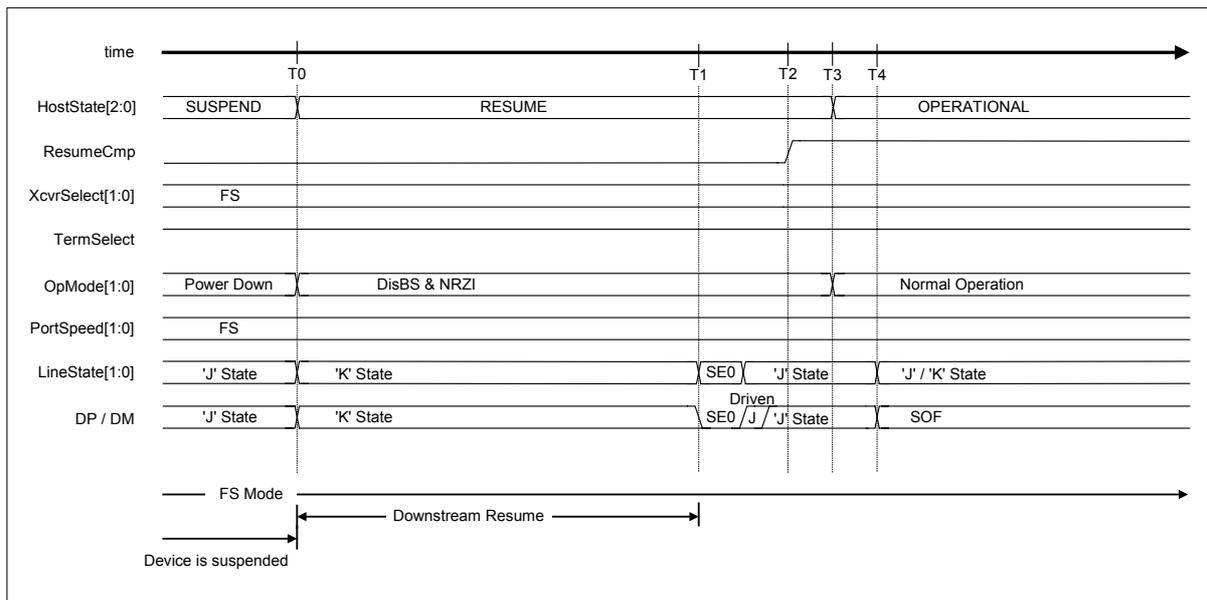 time
T0 T1 T2 T3 T4
HostState[2:0] SUSPEND RESUME OPERATIONAL
ResumeCmp
XcvrSelect[1:0] FS
TermSelect
OpMode[1:0] Power Down DisBS & NRZI Normal Operation
PortSpeed[1:0] FS
LineState[1:0] 'J' State 'K' State SE0 'J' State 'J' / 'K' State
Driven
DP / DM 'J' State 'K' State SE0 J 'J' State SOF
FS Mode
Downstream Resume
Device is suspended